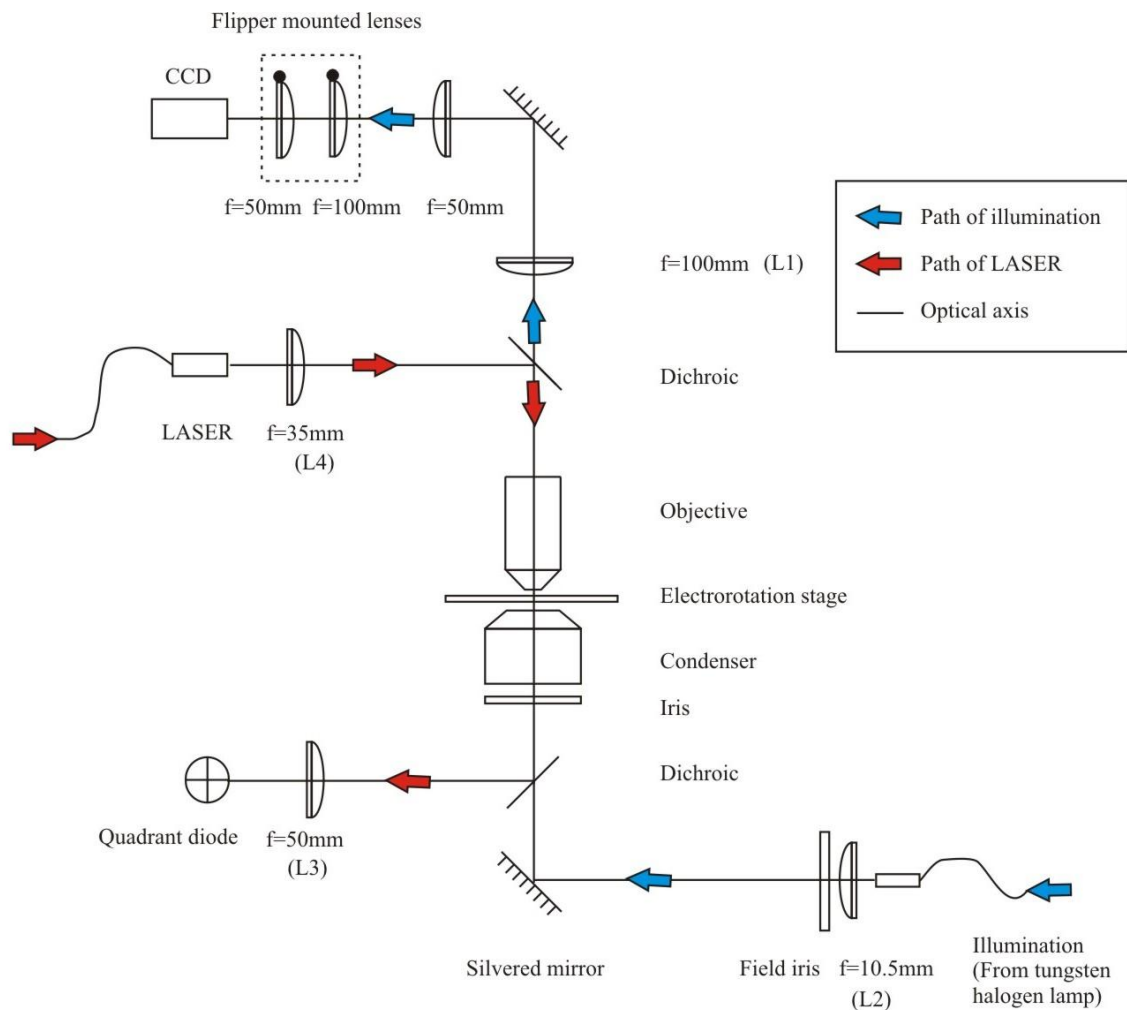 Flipper mounted lenses
CCD
f=50mm f=100mm f=50mm
f=100mm (L1)
Path of illumination
Path of LASER
Optical axis
LASER
f=35mm
(L4)
Dichroic
Objective
Electrorotation stage
Condenser
Iris
Dichroic
Quadrant diode
f=50mm
(L3)
Silvered mirror
Field iris
f=10.5mm
(L2)
Illumination
(From tungsten
halogen lamp)